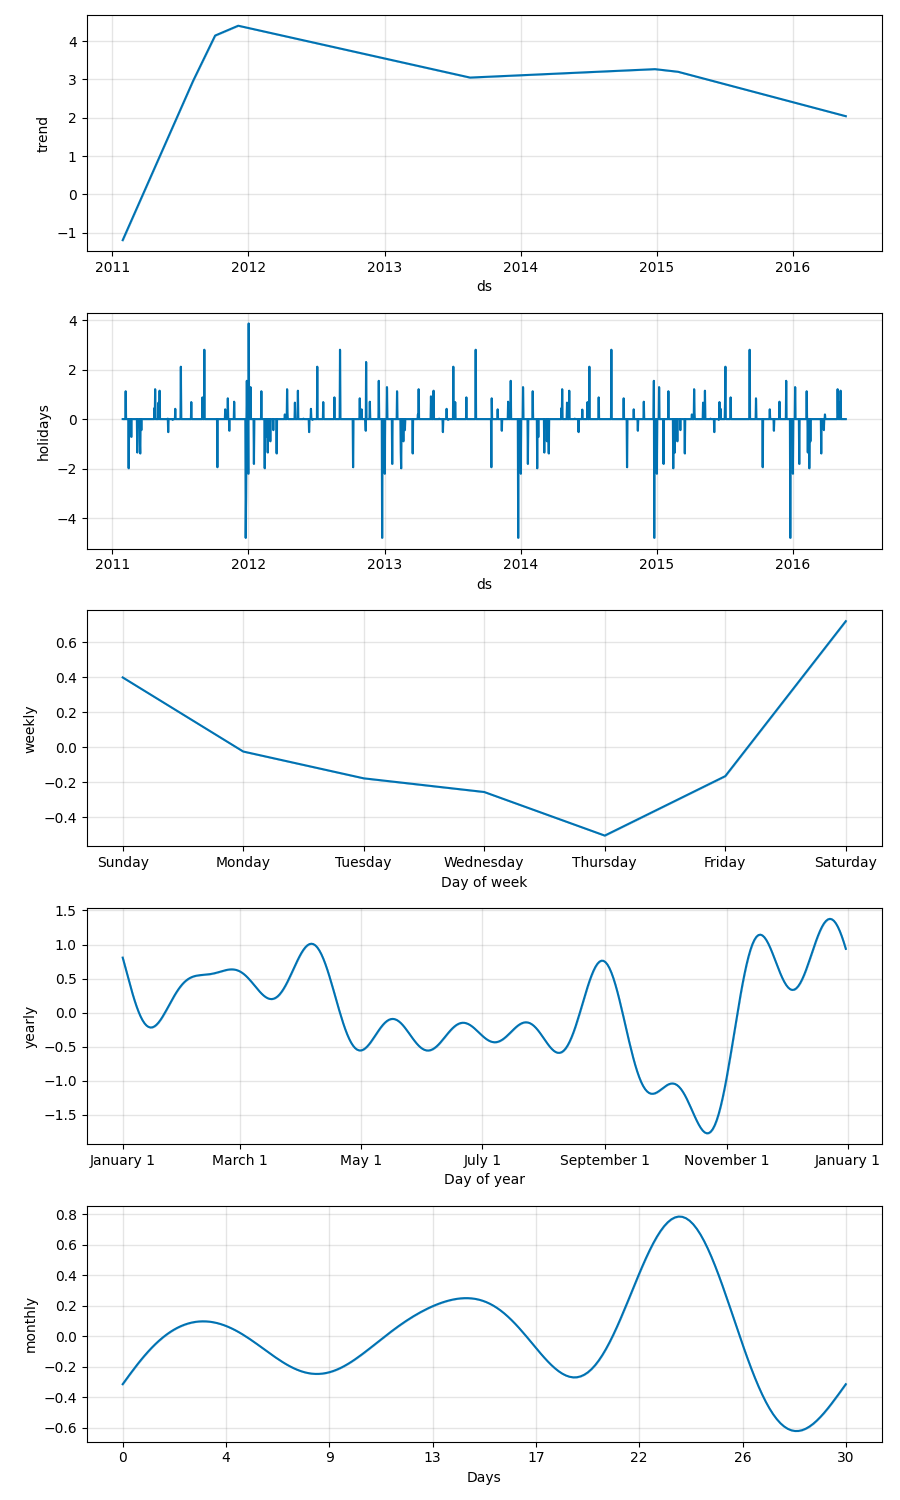 4
3
2
1
0
−1
trend
2011 2012 2013 2014 2015 2016
ds
4
2
0
−2
−4
holidays
2011 2012 2013 2014 2015 2016
ds
0.6
0.4
0.2
0.0
−0.2
−0.4
weekly
Sunday Monday Tuesday Wednesday Thursday Friday Saturday
Day of week
1.5
1.0
0.5
0.0
−0.5
−1.0
−1.5
yearly
January 1 March 1 May 1 July 1 September 1 November 1 January 1
Day of year
0.8
0.6
0.4
0.2
0.0
−0.2
−0.4
−0.6
monthly
0 4 9 13 17 22 26 30
Days